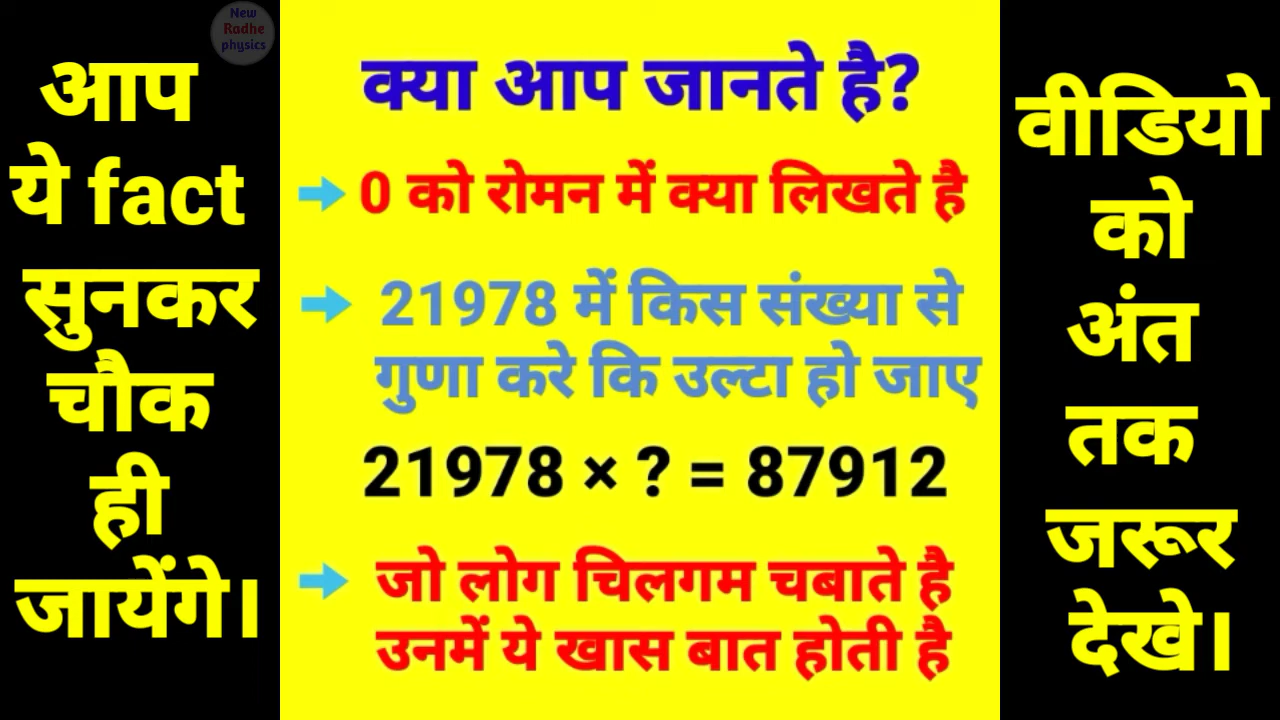 New
Radhe
physics
आप
ये fact
सुनकर
चौक
ही
जायेंगे।
क्या आप जानते है?
0 को रोमन में क्या लिखते है
21978 में किस संख्या से
गुणा करे कि उल्टा हो जाए
21978 × ? = 87912
जो लोग चिलगम चबाते है
उनमें ये खास बात होती है
वीडियो
को
अंत
तक
जरूर
देखे।